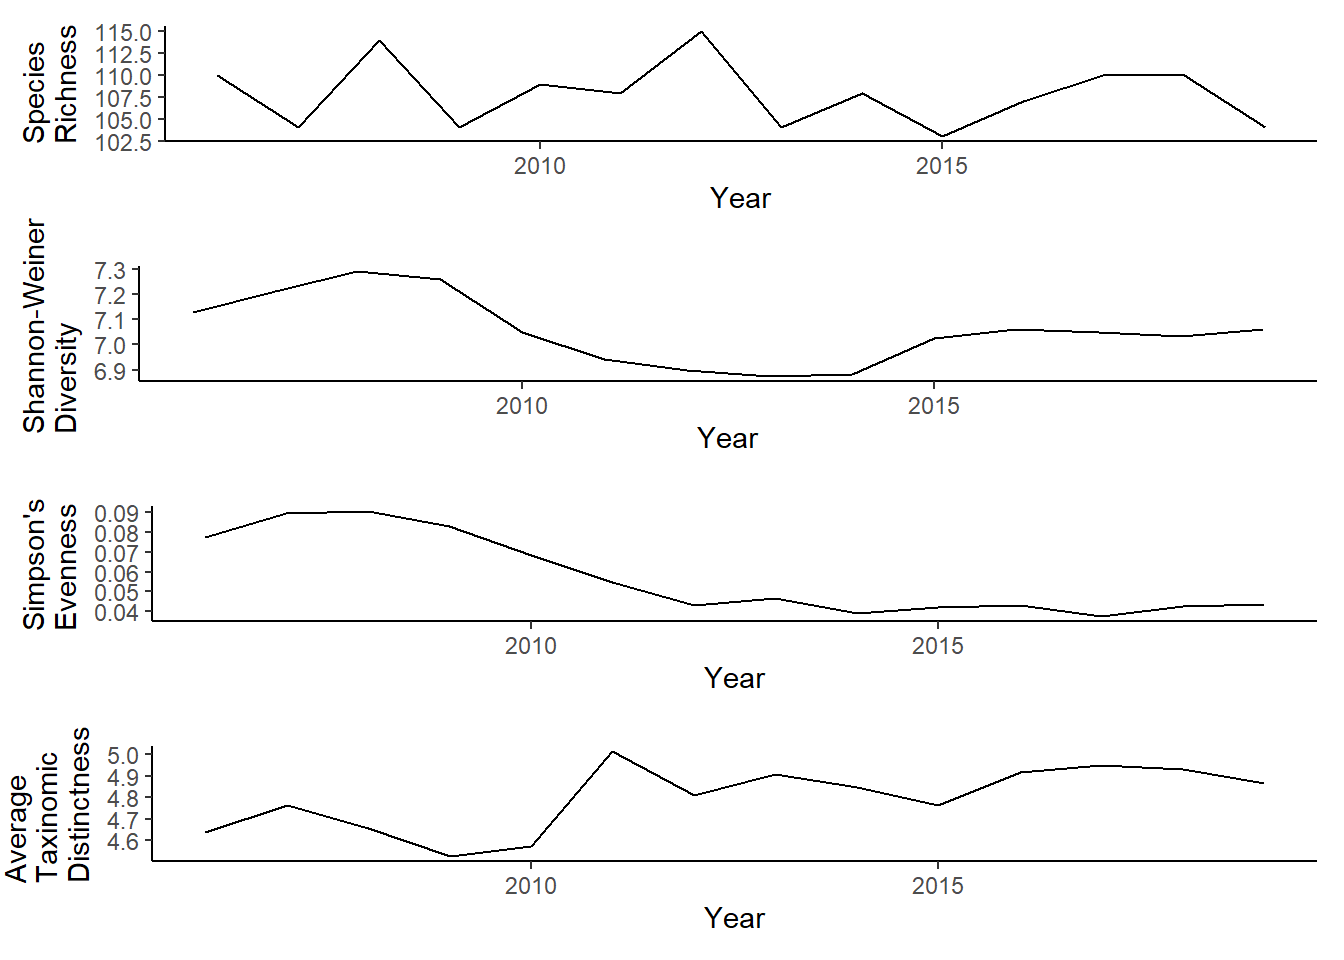 Species
Richness
115.0
112.5
110.0
107.5
105.0
102.5
2010
2015
Year
Shannon-Weiner
Diversity
7.3
7.2
7.1
7.0
6.9
2010
2015
Year
Simpson's
Evenness
0.09
0.08
0.07
0.06
0.05
0.04
2010
2015
Year
Average
Taxinomic
Distinctness
5.0
4.9
4.8
4.7
4.6
2010
2015
Year